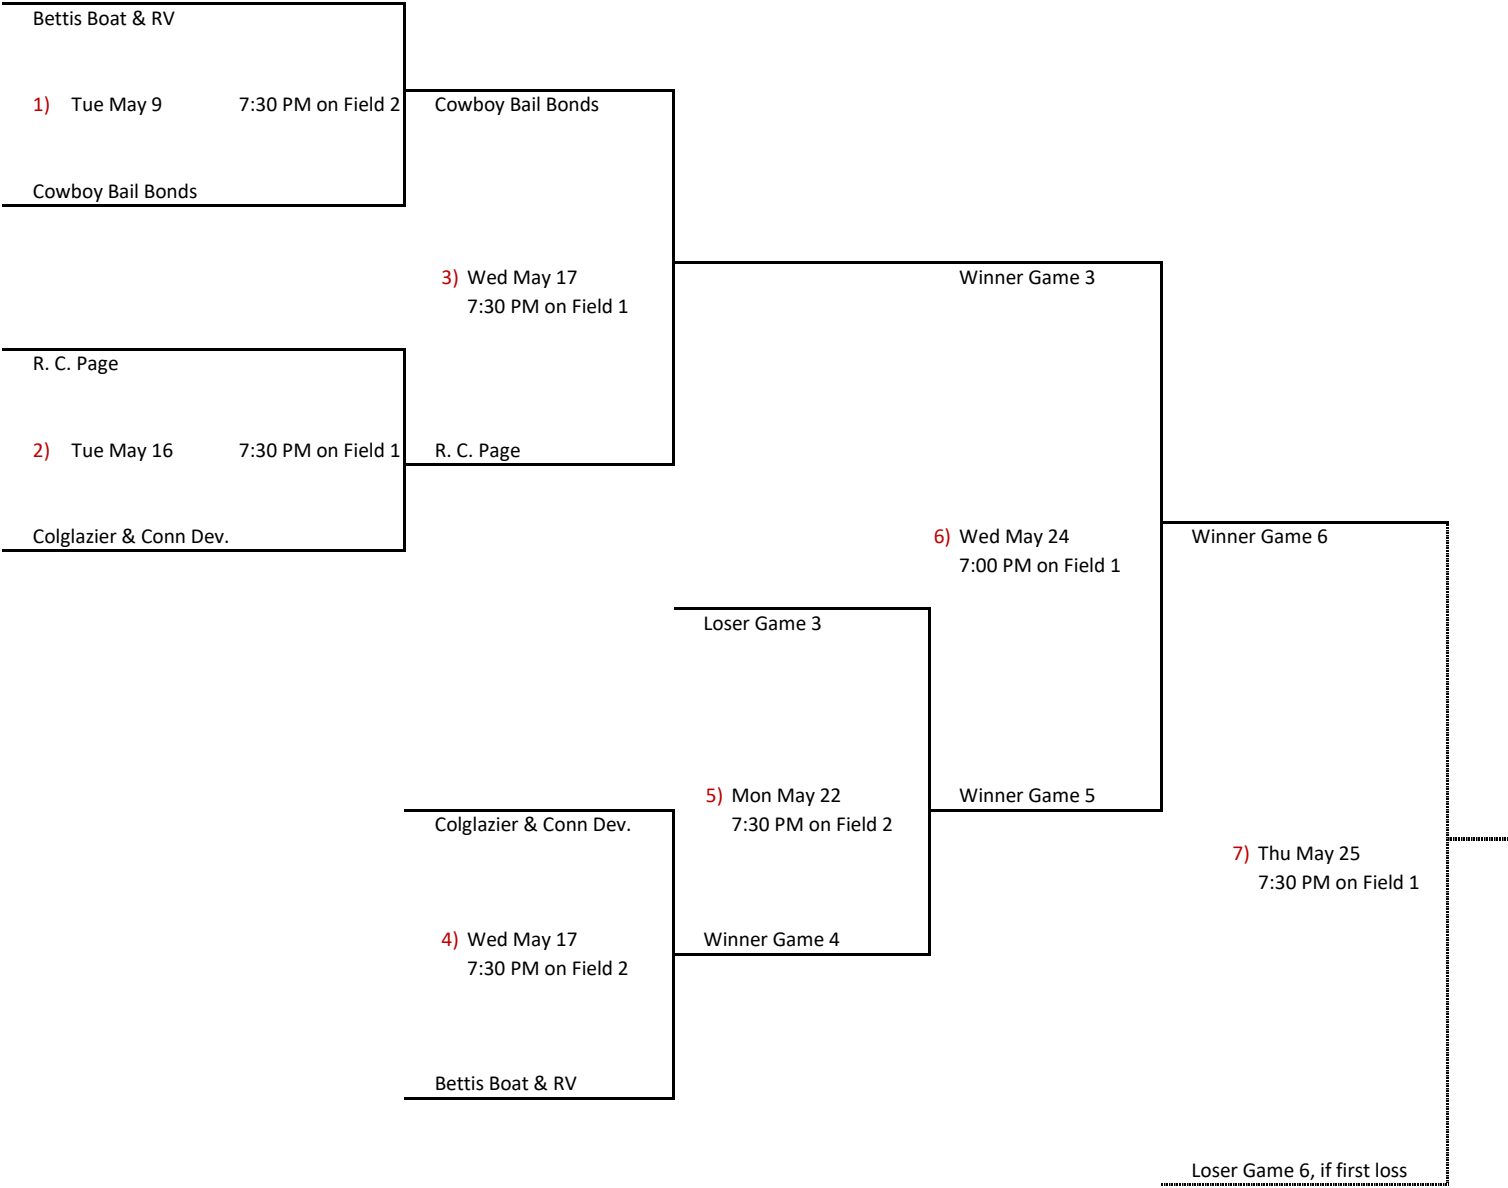 Bettis Boat & RV
1) Tue May 9 7:30 PM on Field 2
Cowboy Bail Bonds
Cowboy Bail Bonds
3) Wed May 17
7:30 PM on Field 1
Winner Game 3
R. C. Page
2) Tue May 16 7:30 PM on Field 1
R. C. Page
Colglazier & Conn Dev.
6) Wed May 24
7:00 PM on Field 1
Winner Game 6
Loser Game 3
5) Mon May 22
7:30 PM on Field 2
Winner Game 5
Colglazier & Conn Dev.
7) Thu May 25
7:30 PM on Field 1
4) Wed May 17
7:30 PM on Field 2
Winner Game 4
Bettis Boat & RV
Loser Game 6, if first loss